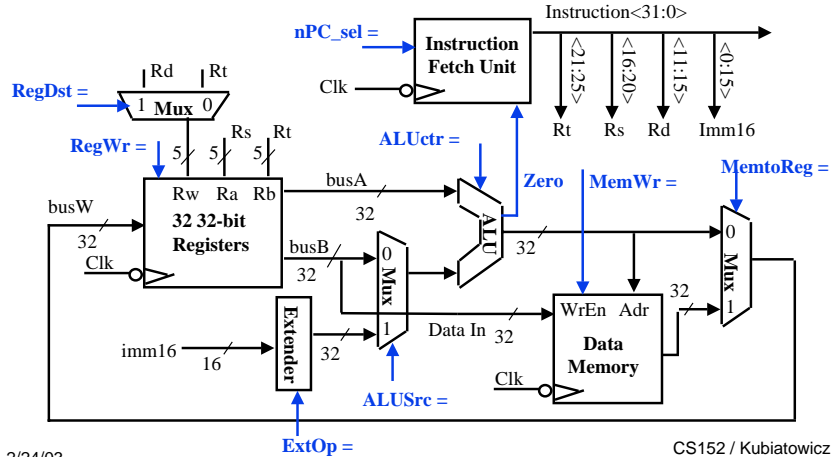 Instruction<31:0>
nPC_sel =
Instruction
Fetch Unit
Clk
<21:25>
<16:20>
<11:15>
<0:15>
Rt
Rs
Rd
Imm16
Rd
Rt
RegDst =
1
Mux
0
RegWr =
5
5
Rs
5
Rt
ALUctr =
Zero
MemWr =
MemtoReg =
Rw
Ra
Rb
busA
32
busW
32
32 32-bit
Registers
Clk
busB
32
0
Mux
1
ALU
32
0
Mux
1
32
WrEn
Adr
Data In
32
Data
Memory
Clk
imm16
16
Extender
32
ALUSrc =
ExtOp =
CS152 / Kubiatowicz